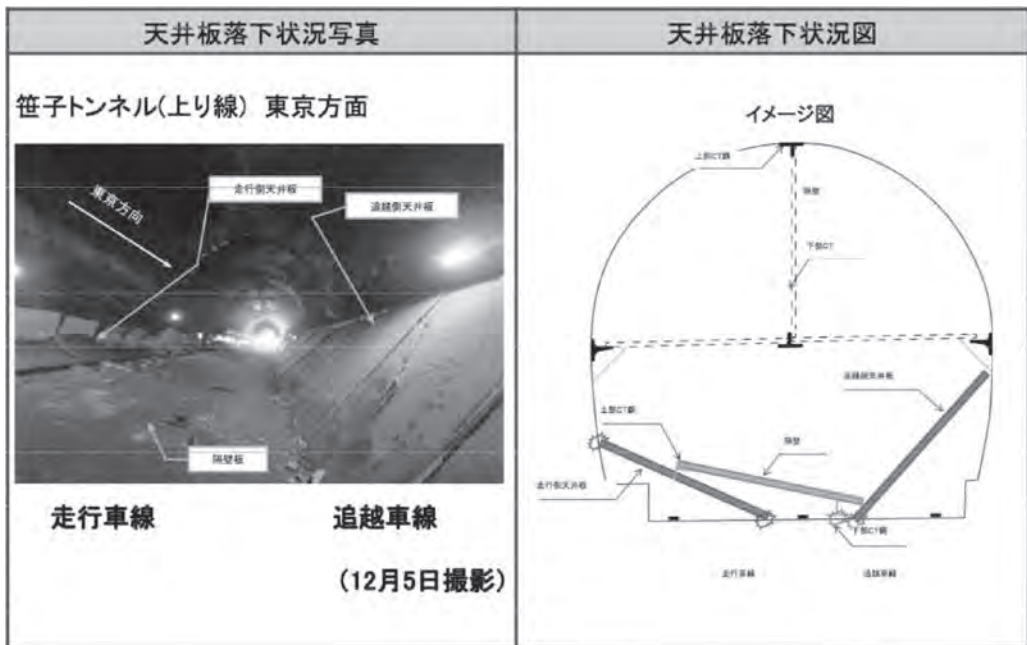 天井板落下状況写真
天井板落下状況図
笹子トンネル(上り線) 東京方面
東京方向
走行側天井板
追越側天井板
隔壁板
走行車線
追越車線
(12月5日撮影)
イメージ図
上部CT鋼
隔壁
下部CT
追越側天井板
上部CT鋼
隔壁
走行側天井板
下部CT鋼
走行車線
追越車線